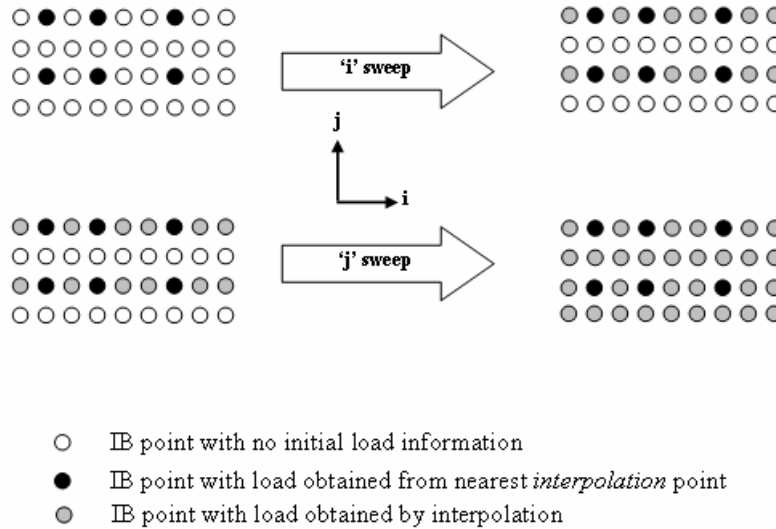 ‘i’ sweep
j
i
‘j’ sweep
IB point with no initial load information
IB point with load obtained from nearest interpolation point
IB point with load obtained by interpolation